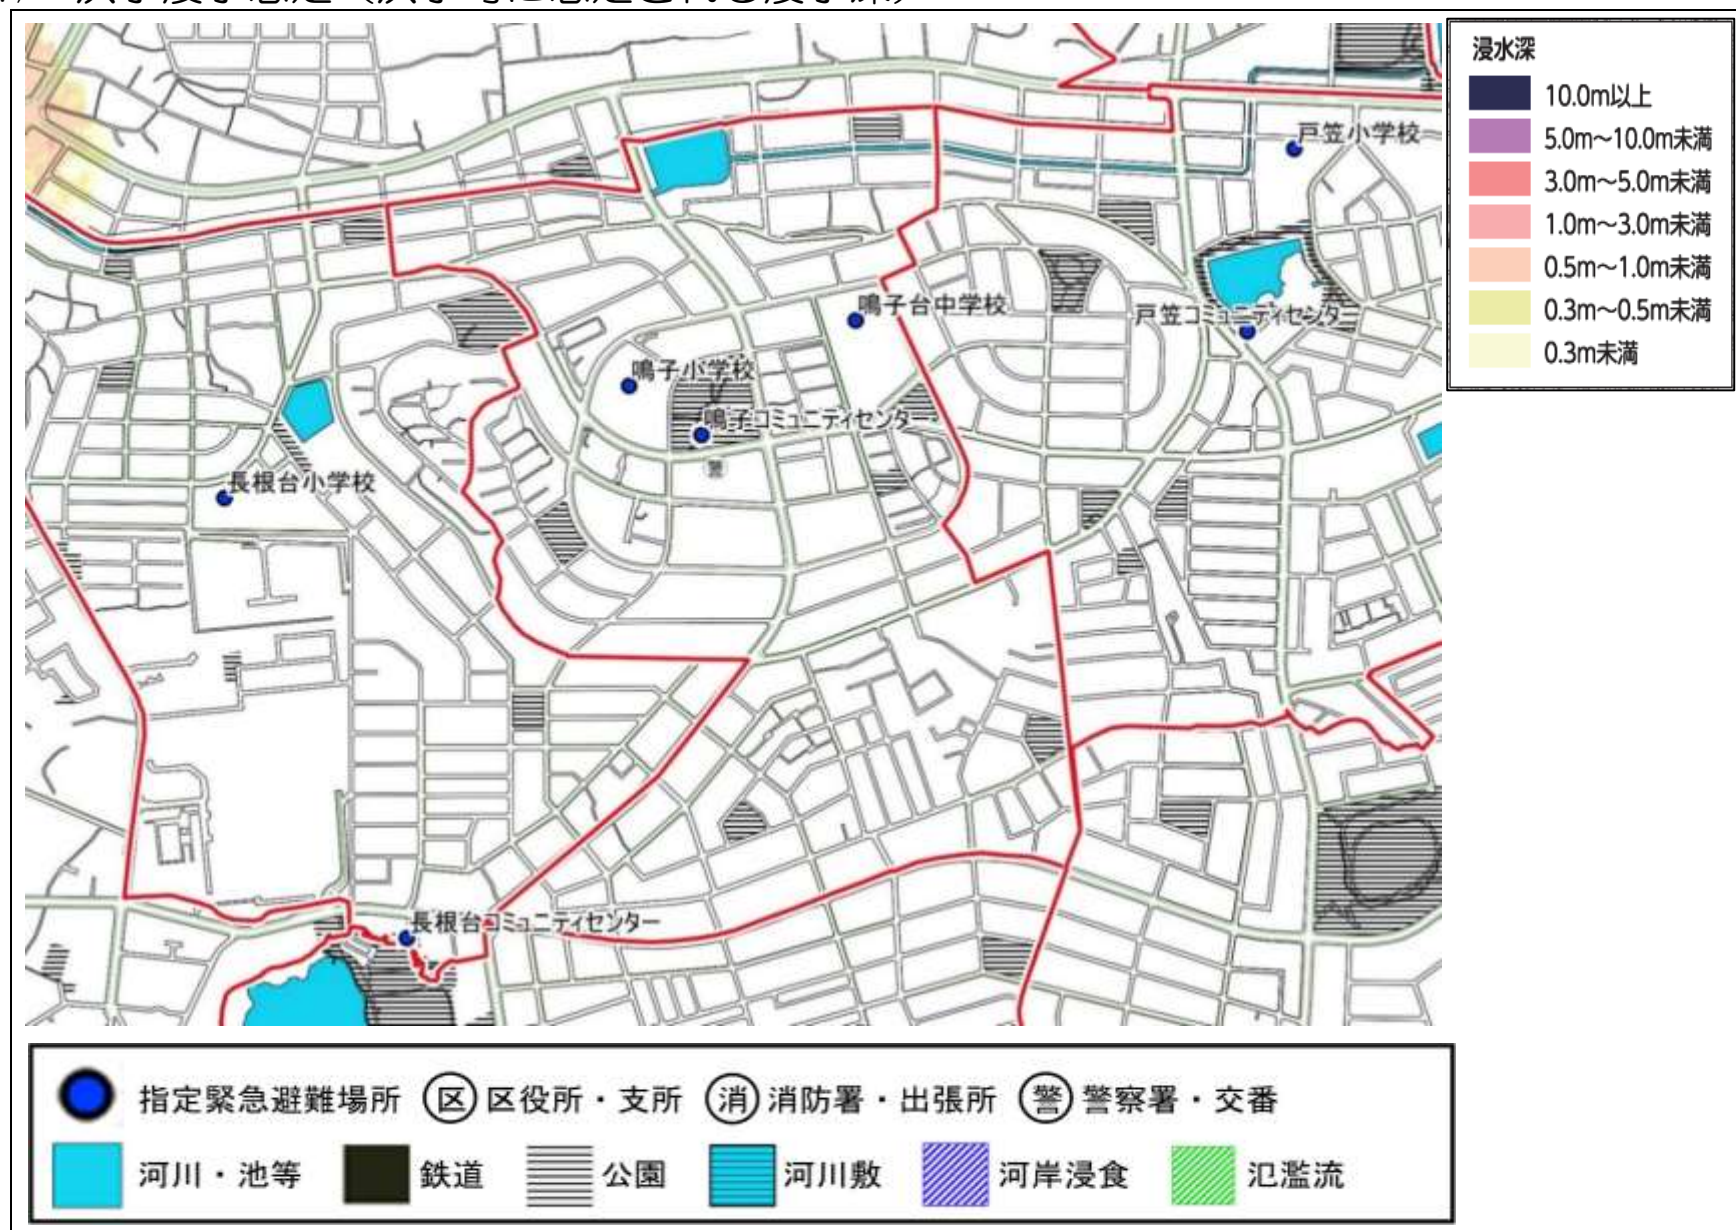 浸水深
10.0m以上
5.0m～10.0m未満
3.0m～5.0m未満
1.0m～3.0m未満
0.5m～1.0m未満
0.3m～0.5m未満
0.3m未満
戸笠小学校
鳴子台中学校
戸笠コミュニティセンター
鳴子小学校
鳴子コミュニティセンター
警
長根台小学校
長根台コミュニティセンター
指定緊急避難場所 区 区役所・支所 消 消防署・出張所 警 警察署・交番
河川・池等 鉄道 公園 河川敷 河岸浸食 氾濫流